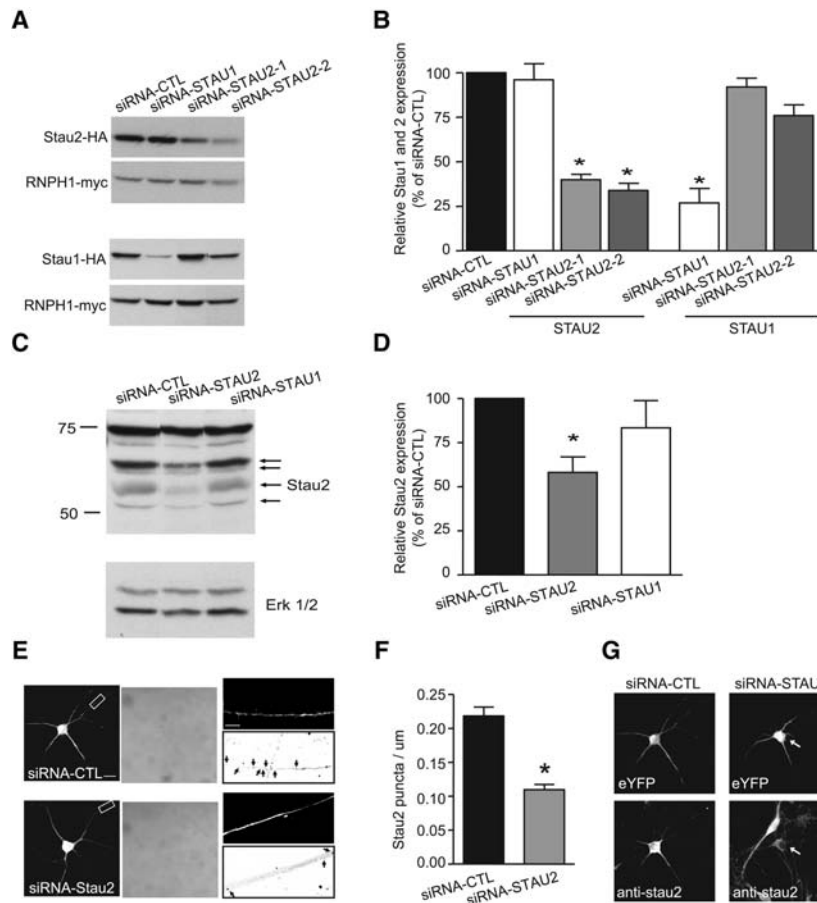 A
siRNA-CTL
siRNA-STAU1
siRNA-STAU2-1
siRNA-STAU2-2
Stau2-HA
RNPH1-myc
Stau1-HA
RNPH1-myc
B
Relative Stau1 and 2 expression
(% of siRNA-CTL)
100
75
50
25
0
*
*
*
siRNA-CTL
siRNA-STAU1
siRNA-STAU2-1
siRNA-STAU2-2
siRNA-STAU1
siRNA-STAU2-1
siRNA-STAU2-2
STAU2
STAU1
C
siRNA-CTL
siRNA-STAU2
siRNA-STAU1
75
50
Stau2
Erk 1/2
D
Relative Stau2 expression
(% of siRNA-CTL)
100
75
50
25
0
*
siRNA-CTL
siRNA-STAU2
siRNA-STAU1
E
siRNA-CTL
siRNA-Stau2
F
Stau2 puncta / um
0.25
0.20
0.15
0.10
0.05
0.00
*
siRNA-CTL
siRNA-STAU2
G
siRNA-CTL
siRNA-STAU
eYFP
eYFP
anti-stau2
anti-stau2